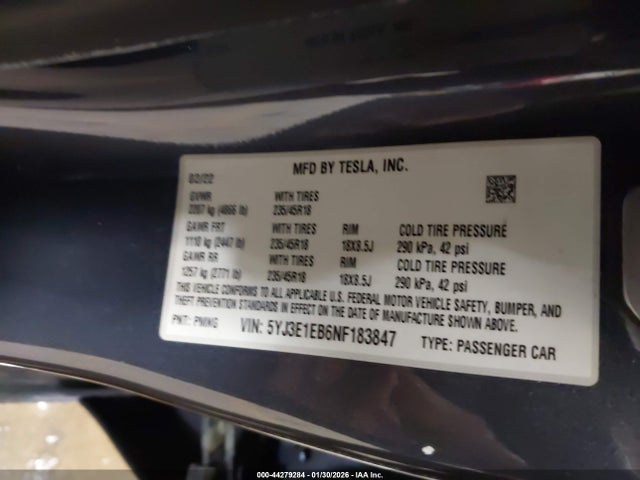 MFD BY TESLA, INC.
02/22
GVWR WITH TIRES
2207 kg (4866 lb) 235/45R18
GAWR FRT WITH TIRES RIM COLD TIRE PRESSURE
1110 kg (2447 lb) 235/45R18 18X8.5J 290 kPa, 42 psi
GAWR RR WITH TIRES RIM COLD TIRE PRESSURE
1257 kg (2771 lb) 235/45R18 18X8.5J 290 kPa, 42 psi
THIS VEHICLE CONFORMS TO ALL APPLICABLE U.S. FEDERAL MOTOR VEHICLE SAFETY, BUMPER, AND
THEFT PREVENTION STANDARDS IN EFFECT ON THE DATE OF MANUFACTURE SHOWN ABOVE.
PNT: PMNG VIN: 5YJ3E1EB6NF183847 TYPE: PASSENGER CAR
000-44279284 - 01/30/2026 - IAAI.COM